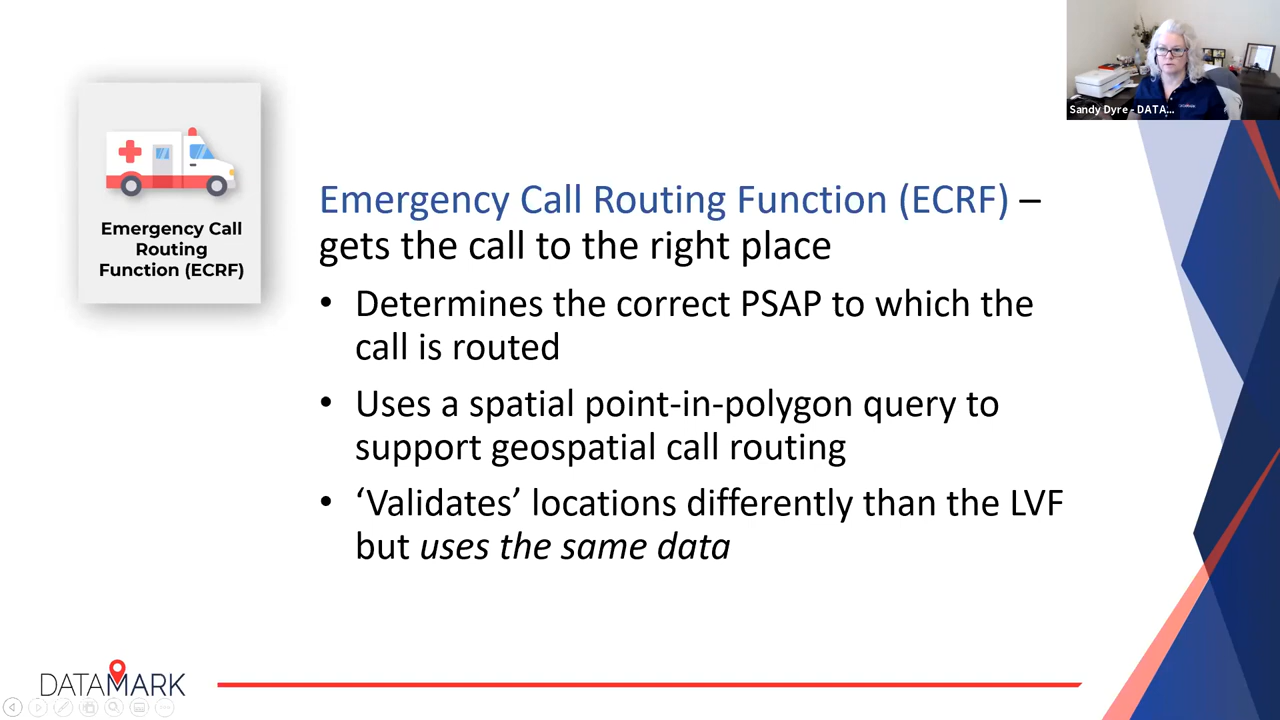 Sandy Dyre - DATA...
Emergency Call
Routing
Function (ECRF)
Emergency Call Routing Function (ECRF) –
gets the call to the right place
• Determines the correct PSAP to which the
call is routed
• Uses a spatial point-in-polygon query to
support geospatial call routing
• ‘Validates’ locations differently than the LVF
but uses the same data
DATAMARK